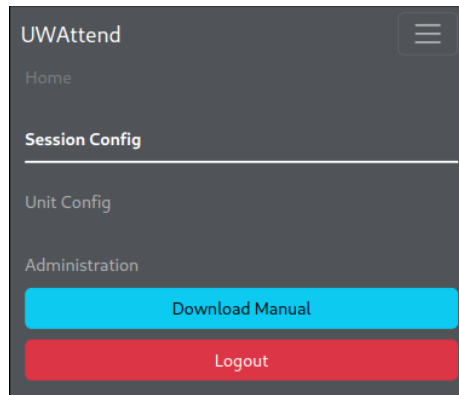 UWAttend
Home
Session Config
Unit Config
Administration
Download Manual
Logout